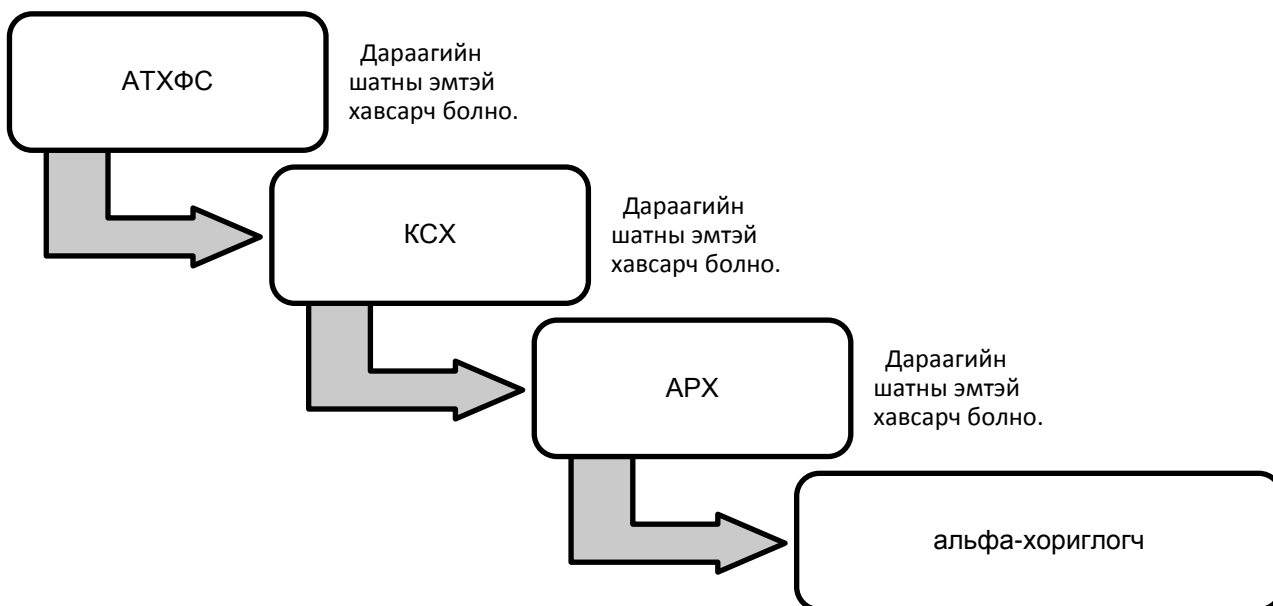 АТХФС
Дараагийн
шатны эмтэй
хавсарч болно.
КСХ
Дараагийн
шатны эмтэй
хавсарч болно.
АРХ
Дараагийн
шатны эмтэй
хавсарч болно.
альфа-хориглогч